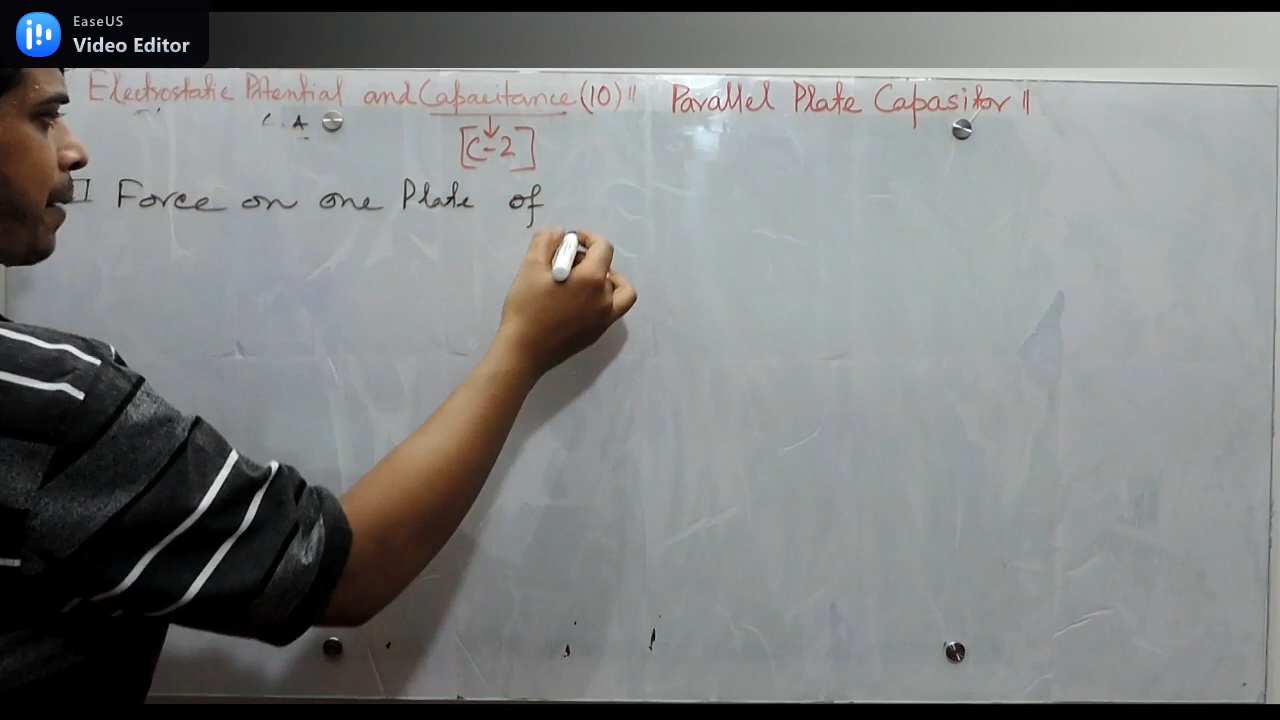 EaseUS
Video Editor
Electrostatic Potential and Capacitance (10) || Parallel Plate Capasitor ||
[C-2]
Force on one Plate of